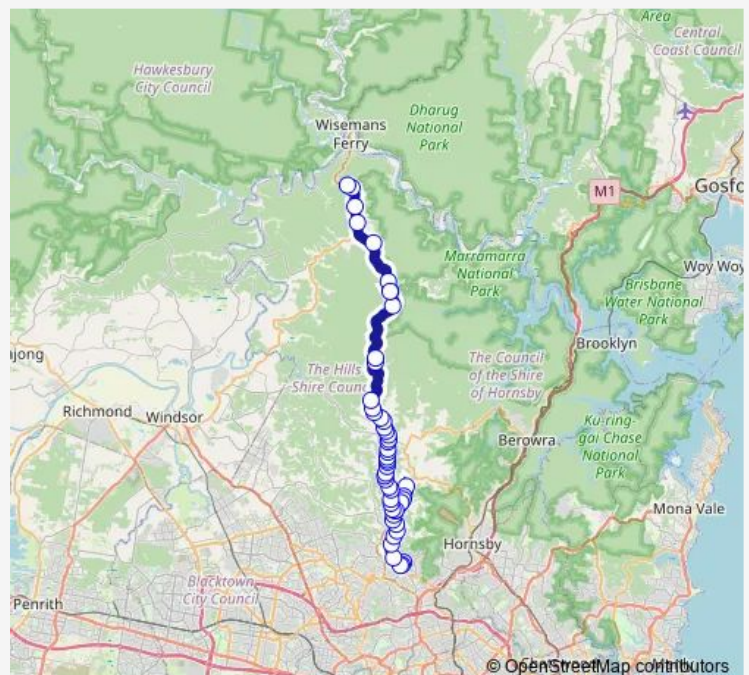 Area
Central
Coast Council
Hawkesbury
City Council
Dharug
National
Park
Wisemans
Ferry
M1
Gosfo
Marramarra
National
Park
Woy Woy
Brisbane
Water National
Park
Brooklyn
ajong
The Hills
Shire Counc
The Council
of the Shire
of Hornsby
Richmond
Windsor
Berowra
Ku-ring-
gai Chase
National
Park
Mona Vale
Hornsby
Blacktown
City Council
Penrith
© OpenStreetMap contributors